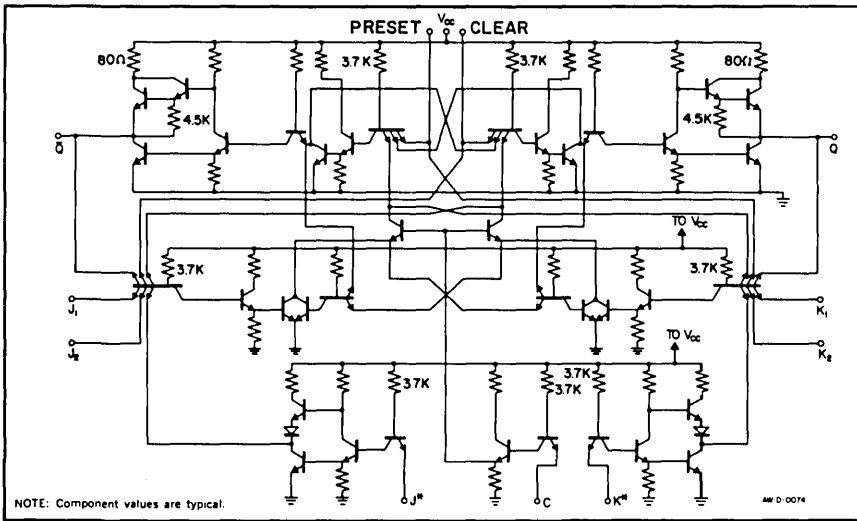 PRESET VCC CLEAR
80Ω 3.7K 3.7K 80Ω
4.5K 4.5K
Q̅ Q
TO VCC
3.7K 3.7K
J₁ K₁
J₂ K₂
TO VCC
3.7K 3.7K 3.7K
NOTE: Component values are typical. J* C K* AW D-0074